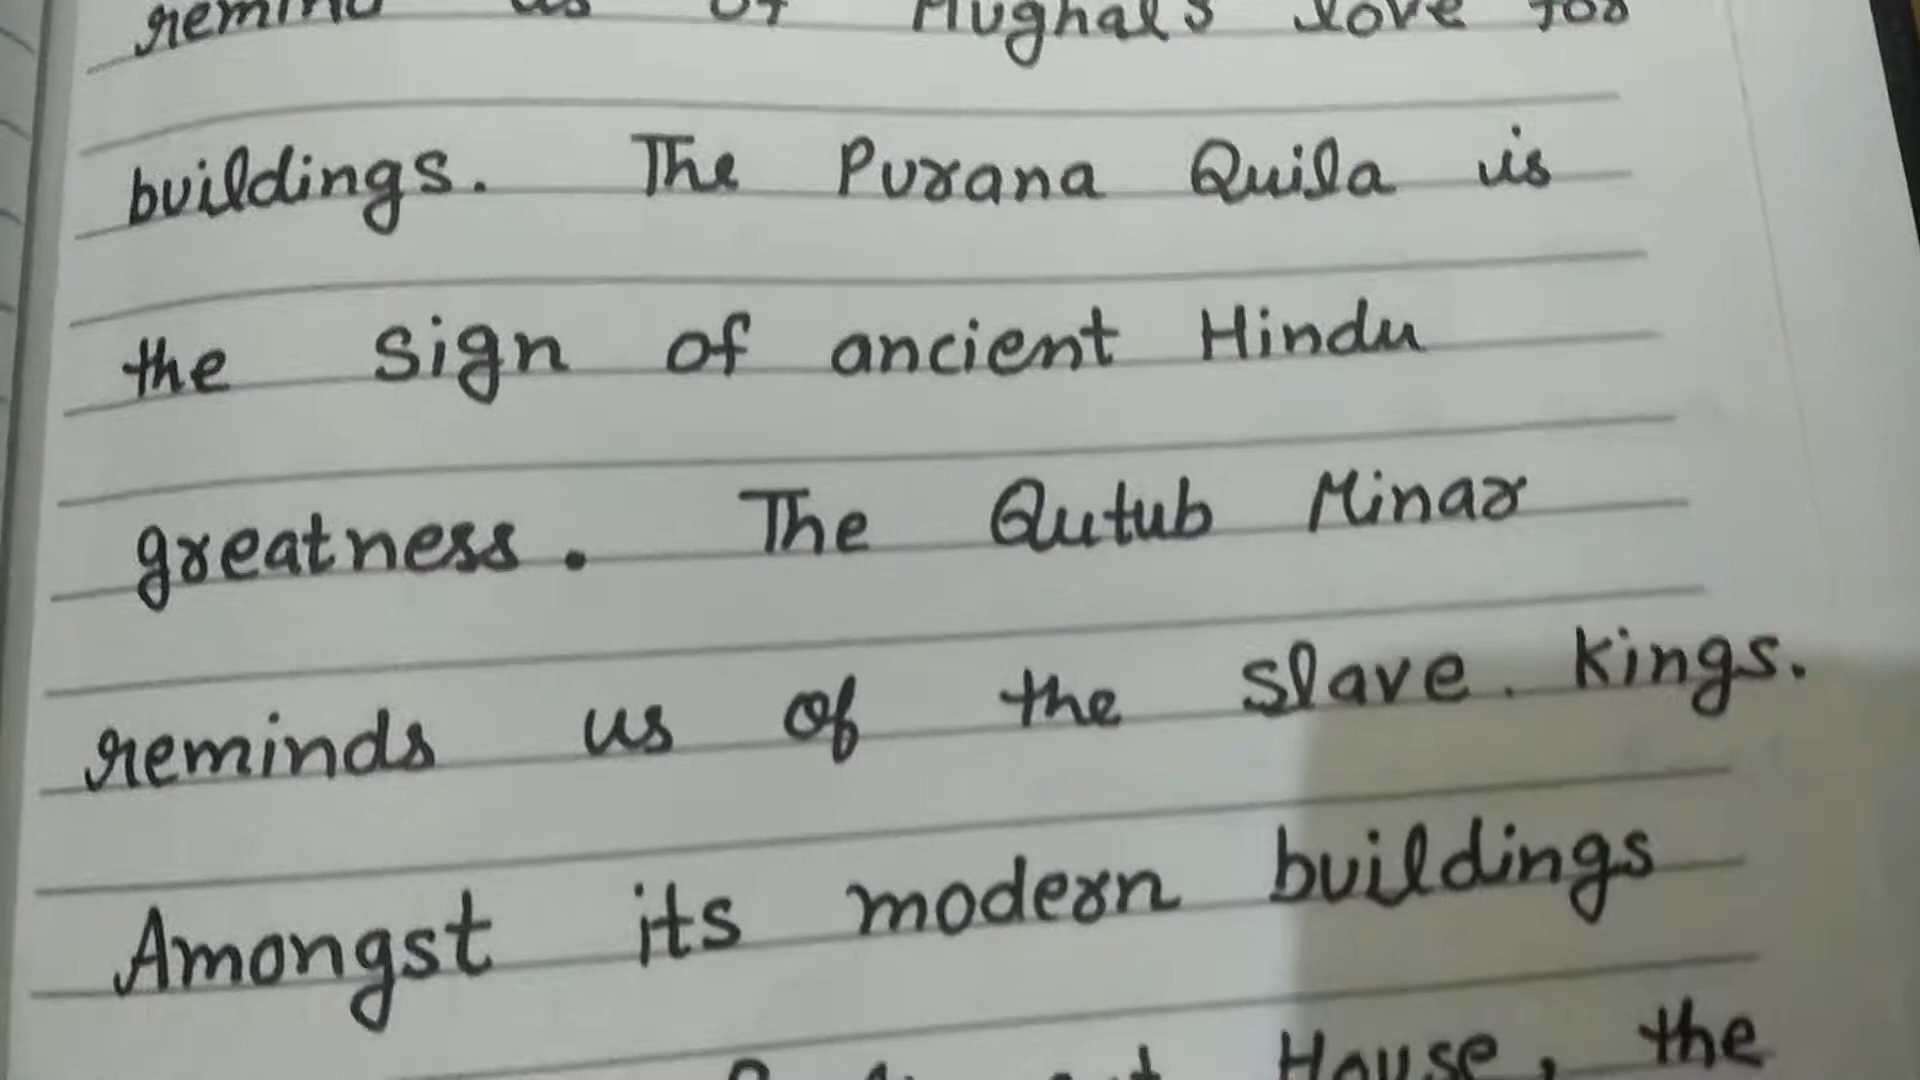 remind us of Mughals love for
buildings. The Purana Quila is
the sign of ancient Hindu
greatness. The Qutub Minar
reminds us of the slave kings.
Amongst its modern buildings
House, the